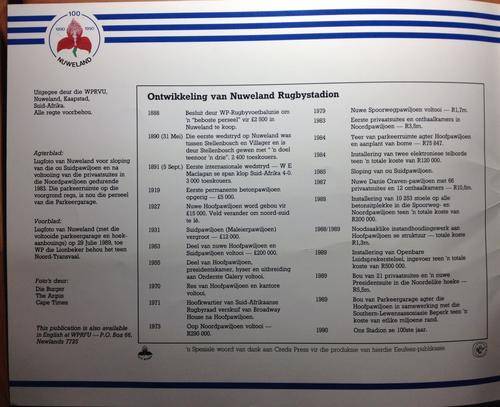 100
1890 1990
NUWELAND
Uitgegee deur die WPRVU,
Nuweland, Kaapstad,
Suid-Afrika.
Alle regte voorbehou.
Agterblad:
Lugfoto van Nuweland voor sloping
van die ou Suidpawiljoen en na
voltooiing van die privaatsuites in
die Noordpawiljoen gedurende
1983. Die parkeerruimte op die
voorgrond regs, is nou die perseel
van die Parkeergarage.
Voorblad:
Lugfoto van Nuweland (met die
voltooide parkeergarage en hoek-
aanbouings) op 29 Julie 1989, toe
WP die Lionbeker behou het teen
Noord-Transvaal.
Foto's deur:
Die Burger
The Argus
Cape Times
This publication is also available
in English at WPRFU — P.O. Box 66,
Newlands 7725
Ontwikkeling van Nuweland Rugbystadion
1888 Besluit deur WP-Rugbyvoetbalunie om
'n "beboste perseel" vir £2 500 in
Nuweland te koop.
1890 (31 Mei) Die eerste wedstryd op Nuweland was
tussen Stellenbosch en Villager en is
deur Stellenbosch gewen met " 'n doel
teenoor 'n drie". 2 400 toeskouers.
1891 (5 Sept.) Eerste internasionale wedstryd — W E
Maclagan se span klop Suid-Afrika 4-0.
3 000 toeskouers.
1919 Eerste permanente betonpawiljoen
opgerig — £5 000.
1927 Nuwe Hoofpawiljoen word gebou vir
£15 000. Veld verander om noord-suid
te lê.
1931 Suidpawiljoen (Maleierpawiljoen)
vergroot — £12 000.
1953 Deel van nuwe Hoofpawiljoen en
Suidpawiljoen voltooi — £200 000.
1955 Deel van Hoofpawiljoen,
presidentskamer, hyser en uitbreiding
aan Onderste Galery voltooi.
1970 Res van Hoofpawiljoen en kantore
voltooi.
1971 Hoofkwartier van Suid-Afrikaanse
Rugbyraad verskuif van Broadway
House na Hoofpawiljoen.
1973 Oop Noordpawiljoen voltooi —
R290 000.
1979 Nuwe Spoorwegpawiljoen voltooi — R1,7m.
1983 Eerste privaatsuites en onthaalkamers in
Noordpawiljoen — R3,5m.
1984 Teer van parkeerruimte agter Hoofpawiljoen
en aanplant van bome — R75 847.
1984 Installering van twee elektroniese telborde
teen 'n totale koste van R120 000.
1985 Sloping van ou Suidpawiljoen.
1987 Nuwe Danie Craven-pawiljoen met 66
privaatsuites en 12 onthaalkamers — R10,5m.
1988 Installering van 10 253 stoele op alle
betonsitplekke in die Spoorweg- en
Noordpawiljoen teen 'n totale koste van
R200 000.
1988/1989 Noodsaaklike instandhoudingswerk aan
Hoofpawiljoen se struktuur — totale koste
R1,3m.
1989 Installering van Openbare
Luidsprekerstelsel, ingevoer teen 'n totale
koste van R500 000.
1989 Bou van 21 privaatsuites en 'n nuwe
Presidentsuite in die Noordelike hoeke —
R5,5m.
1989 Bou van Parkeergarage agter die
Hoofpawiljoen in samewerking met die
Southern-Lewensassosiasie Beperk teen 'n
koste van etlike miljoene rand.
1990 Ons Stadion se 100ste jaar.
'n Spesiale woord van dank aan Creda Press vir die produksie van hierdie Eeufees-publikasie.